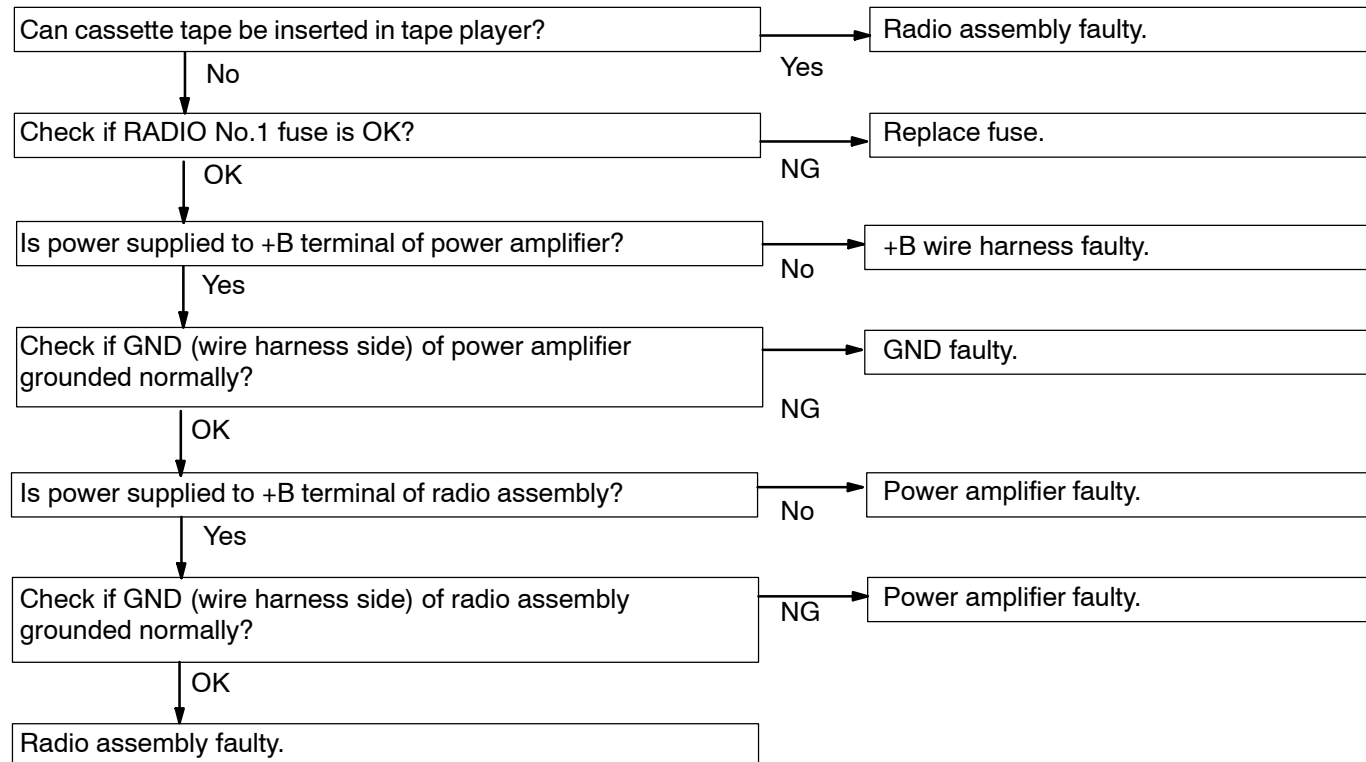 Can cassette tape be inserted in tape player?
Radio assembly faulty.
Yes
No
Check if RADIO No.1 fuse is OK?
Replace fuse.
NG
OK
Is power supplied to +B terminal of power amplifier?
+B wire harness faulty.
No
Yes
Check if GND (wire harness side) of power amplifier
grounded normally?
GND faulty.
NG
OK
Is power supplied to +B terminal of radio assembly?
Power amplifier faulty.
No
Yes
Check if GND (wire harness side) of radio assembly
grounded normally?
Power amplifier faulty.
NG
OK
Radio assembly faulty.